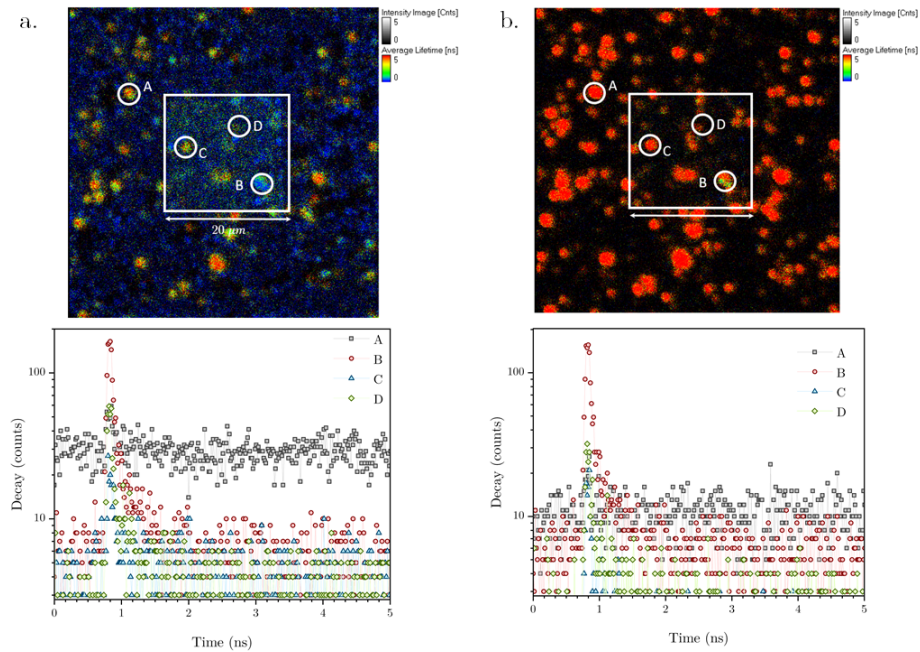 a.
Intensity Image [Cnts]
5
0
Average Lifetime [ns]
5
0
A
D
C
B
20 μm
b.
Intensity Image [Cnts]
5
0
Average Lifetime [ns]
5
0
A
D
C
B
100
10
Decay (counts)
A
B
C
D
0
1
2
3
4
5
Time (ns)
100
10
Decay (counts)
A
B
C
D
0
1
2
3
4
5
Time (ns)